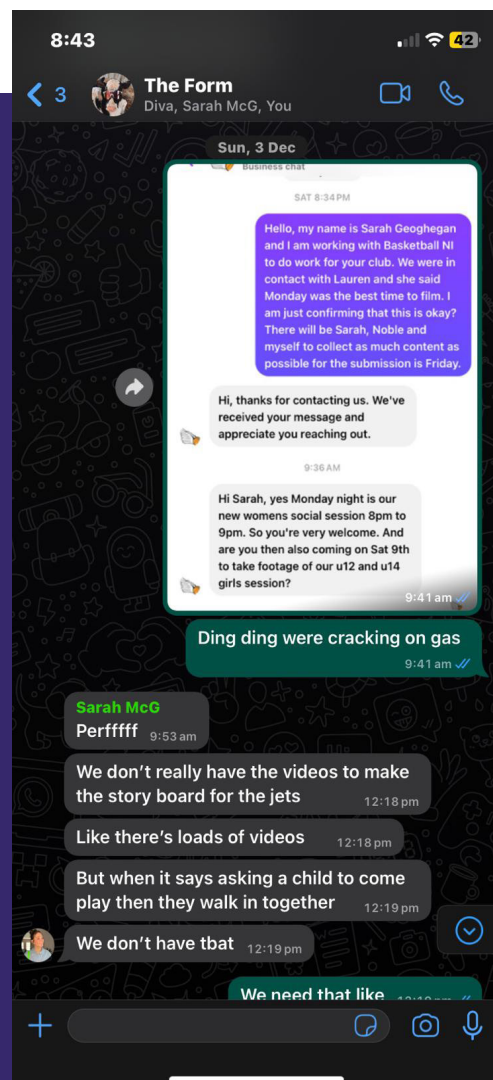 8:43
42
3
The Form
Diva, Sarah McG, You
Sun, 3 Dec
Business chat
SAT 8:34 PM
Hello, my name is Sarah Geoghegan
and I am working with Basketball NI
to do work for your club. We were in
contact with Lauren and she said
Monday was the best time to film. I
am just confirming that this is okay?
There will be Sarah, Noble and
myself to collect as much content as
possible for the submission is Friday.
Hi, thanks for contacting us. We've
received your message and
appreciate you reaching out.
9:36 AM
Hi Sarah, yes Monday night is our
new womens social session 8pm to
9pm. So you're very welcome. And
are you then also coming on Sat 9th
to take footage of our u12 and u14
girls session?
9:41 am
Ding ding were cracking on gas
9:41 am
Sarah McG
Perfffff 9:53 am
We don't really have the videos to make
the story board for the jets
12:18 pm
Like there's loads of videos 12:18 pm
But when it says asking a child to come
play then they walk in together 12:19 pm
We don't have tbat 12:19 pm
We need that like